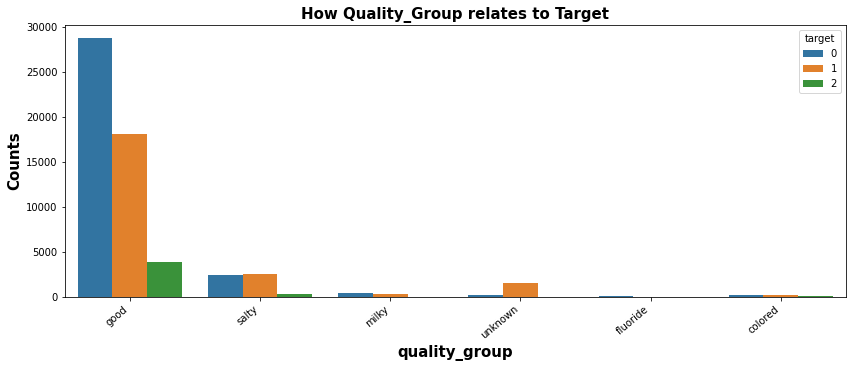 How Quality_Group relates to Target
target
0
1
2
30000
25000
20000
15000
10000
5000
0
Counts
good
salty
milky
unknown
fluoride
colored
quality_group